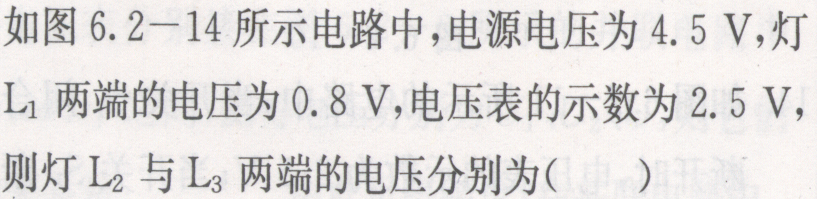 如图 6.2-14 所示电路中,电源电压为 4.5 V,灯
L₁ 两端的电压为 0.8 V,电压表的示数为 2.5 V,
则灯 L₂ 与 L₃ 两端的电压分别为(　　)